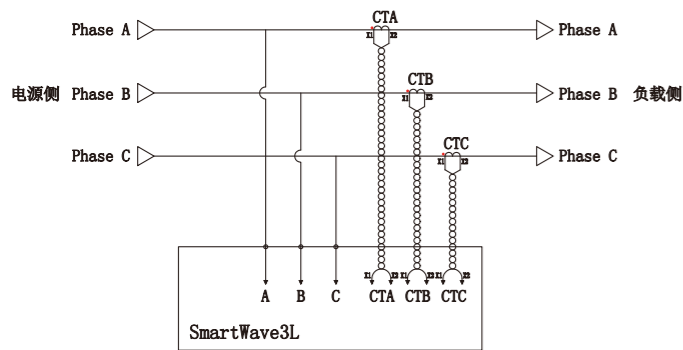 CTA
Phase A X1 X2 Phase A
CTB
电源侧 Phase B X1 X2 Phase B 负载侧
CTC
Phase C X1 X2 Phase C
X1 X2 X1 X2 X1 X2
A B C CTA CTB CTC
SmartWave3L